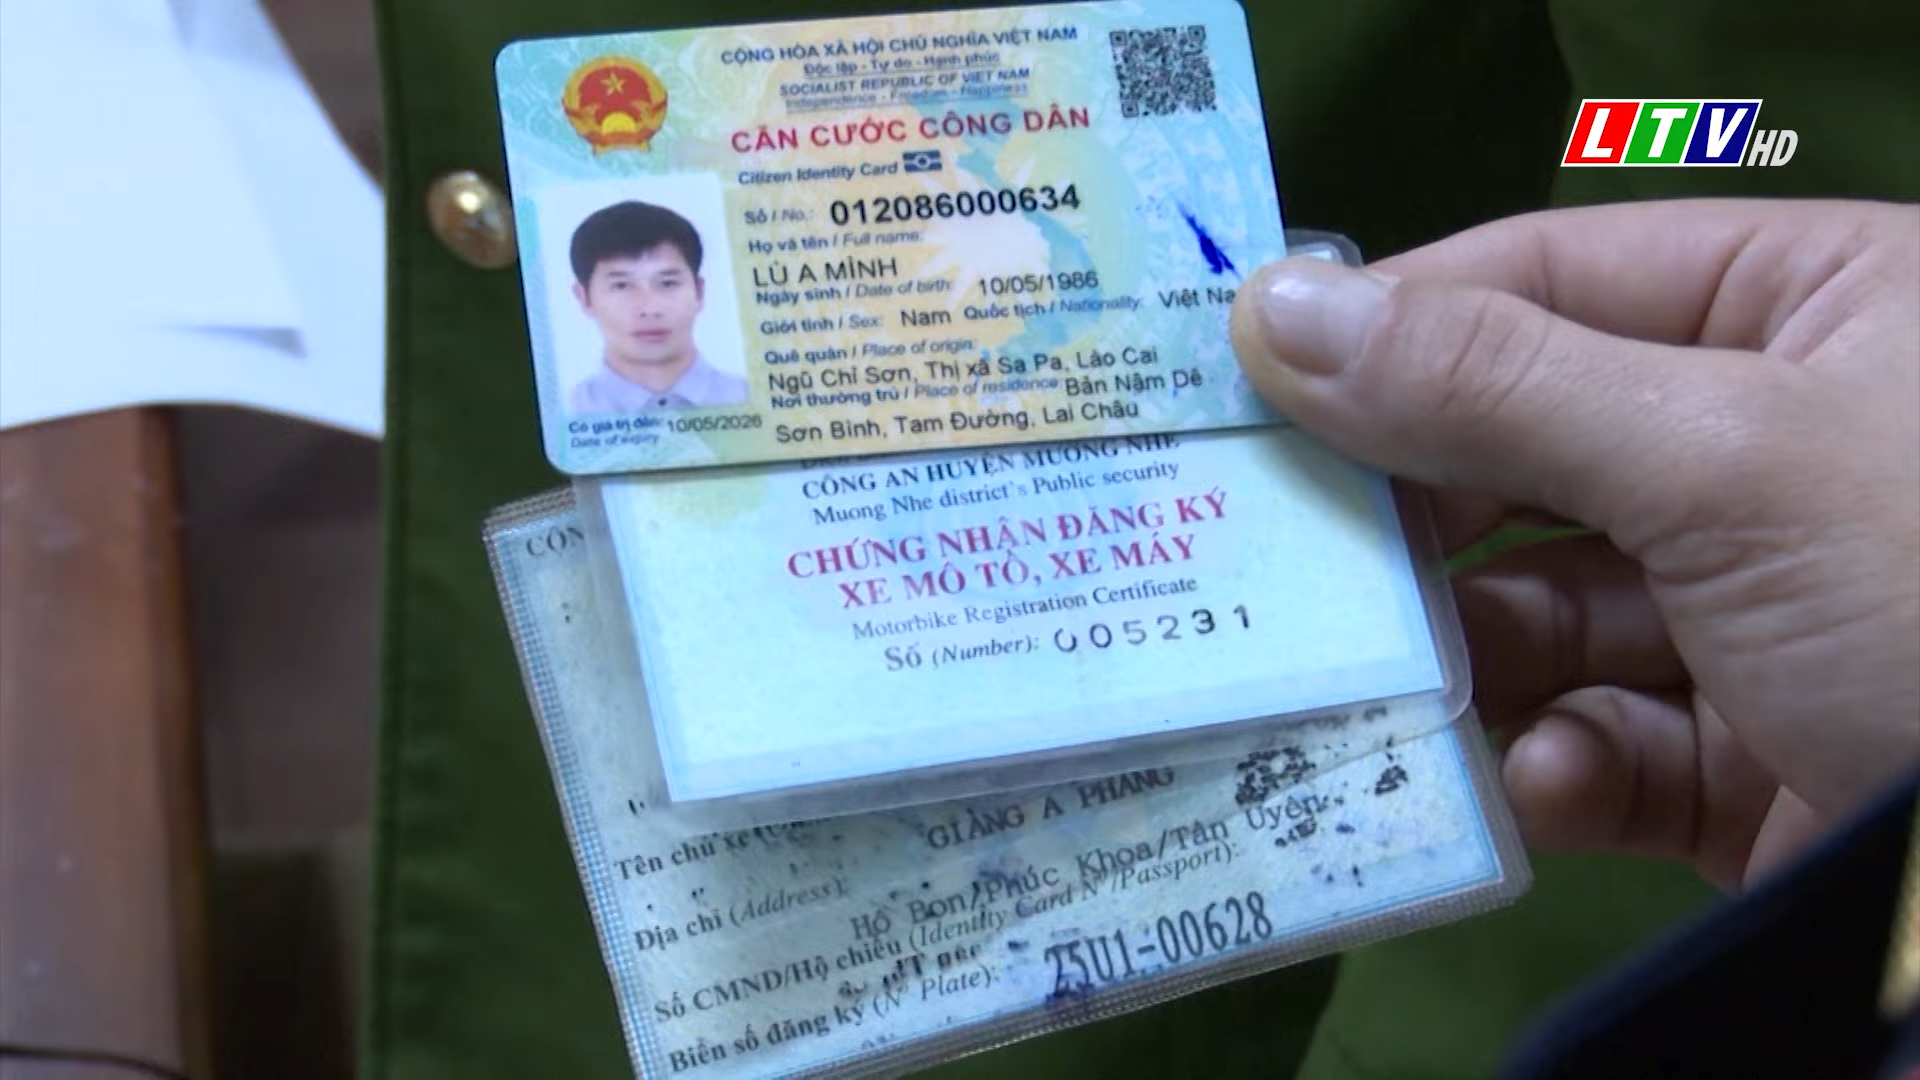 LTV HD
CỘNG HÒA XÃ HỘI CHỦ NGHĨA VIỆT NAM
Độc lập - Tự do - Hạnh phúc
SOCIALIST REPUBLIC OF VIET NAM
Independence - Freedom - Happiness
CĂN CƯỚC CÔNG DÂN
Citizen Identity Card
Số / No.: 012086000634
Họ và tên / Full name:
LÙ A MÌNH
Ngày sinh / Date of birth: 10/05/1986
Giới tính / Sex: Nam Quốc tịch / Nationality: Việt Na
Quê quán / Place of origin:
Ngũ Chỉ Sơn, Thị xã Sa Pa, Lào Cai
Nơi thường trú / Place of residence: Bản Nậm Dê
Sơn Bình, Tam Đường, Lai Châu
Có giá trị đến: 10/05/2026
Date of expiry
CÔNG AN HUYỆN MƯỜNG NHÉ
Muong Nhe district's Public security
CHỨNG NHẬN ĐĂNG KÝ
XE MÔ TÔ, XE MÁY
Motorbike Registration Certificate
Số (Number): 005231
CỘN
Tên chủ xe GIÀNG A PHÀNG
Địa chỉ (Address): Hô Bon/Phúc Khoa/Tân Uyên
Số CMND/Hộ chiếu (Identity Card N°/Passport):
Biển số đăng ký (N° Plate): 25U1-00628